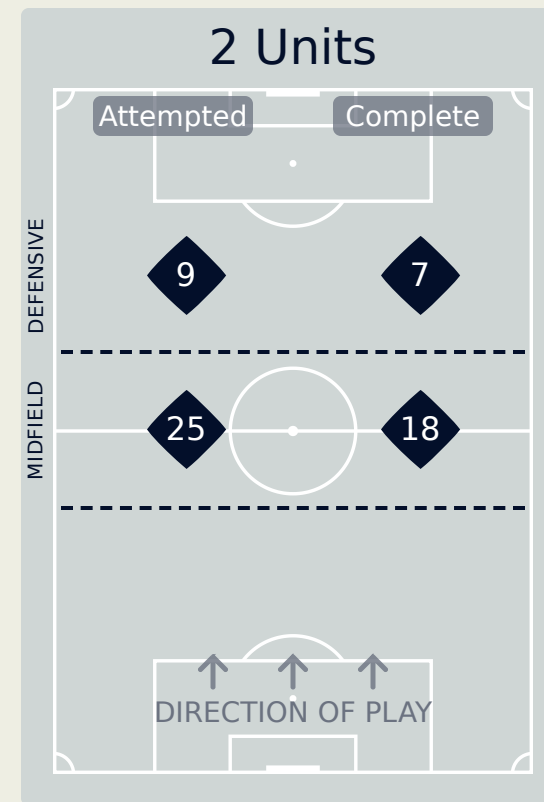 2 Units
Attempted Complete
DEFENSIVE
9 7
MIDFIELD
25 18
DIRECTION OF PLAY